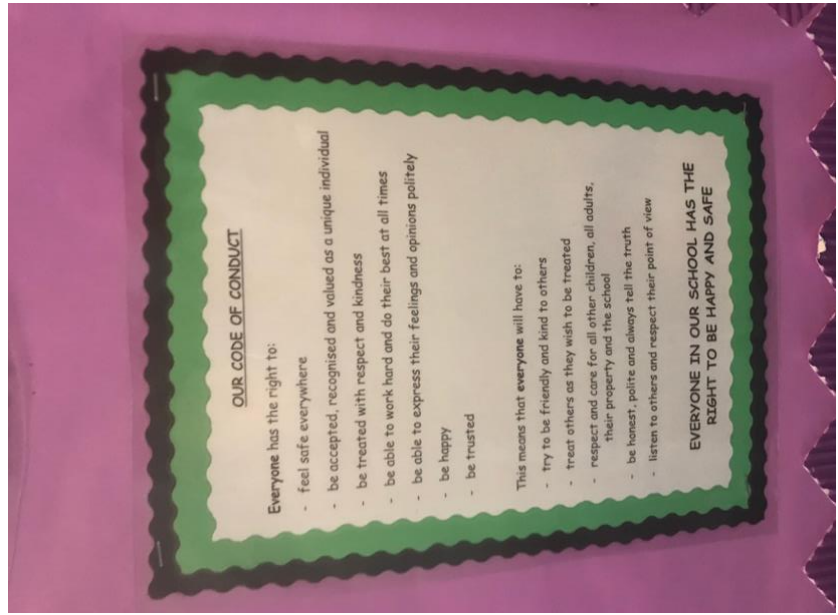 OUR CODE OF CONDUCT
Everyone has the right to:
- feel safe everywhere
- be accepted, recognised and valued as a unique individual
- be treated with respect and kindness
- be able to work hard and do their best at all times
- be able to express their feelings and opinions politely
- be happy
- be trusted
This means that everyone will have to:
- try to be friendly and kind to others
- treat others as they wish to be treated
- respect and care for all other children, all adults,
their property and the school
- be honest, polite and always tell the truth
- listen to others and respect their point of view
EVERYONE IN OUR SCHOOL HAS THE
RIGHT TO BE HAPPY AND SAFE